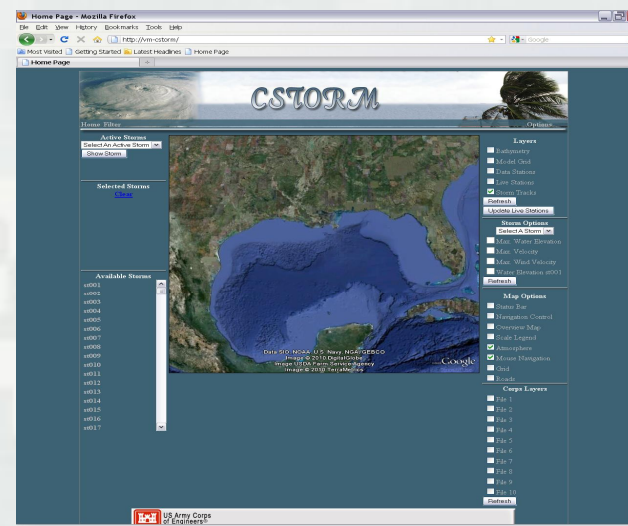 Home Page - Mozilla Firefox
File Edit View History Bookmarks Tools Help
http://vm-cstorm/
Google
Most Visited Getting Started Latest Headlines Home Page
Home Page
CSTORM
Home Filter
Options
Active Storms
Select An Active Storm
Show Storm
Selected Storms
Clear
Available Storms
st001
st002
st003
st004
st005
st006
st007
st008
st009
st010
st011
st012
st013
st014
st015
st016
st017
Data SIO, NOAA, U.S. Navy, NGA, GEBCO
Image © 2010 DigitalGlobe
Image USDA Farm Service Agency
Image © 2010 TerraMetrics
Google
Layers
Bathymetry
Model Grid
Data Stations
Live Stations
Storm Tracks
Refresh
Update Live Stations
Storm Options
Select A Storm
Max. Water Elevation
Max. Velocity
Max. Wind Velocity
Water Elevation st001
Refresh
Map Options
Status Bar
Navigation Control
Overview Map
Scale Legend
Atmosphere
Mouse Navigation
Grid
Roads
Corps Layers
File 1
File 2
File 3
File 4
File 5
File 6
File 7
File 8
File 9
File 10
Refresh
US Army Corps
of Engineers®